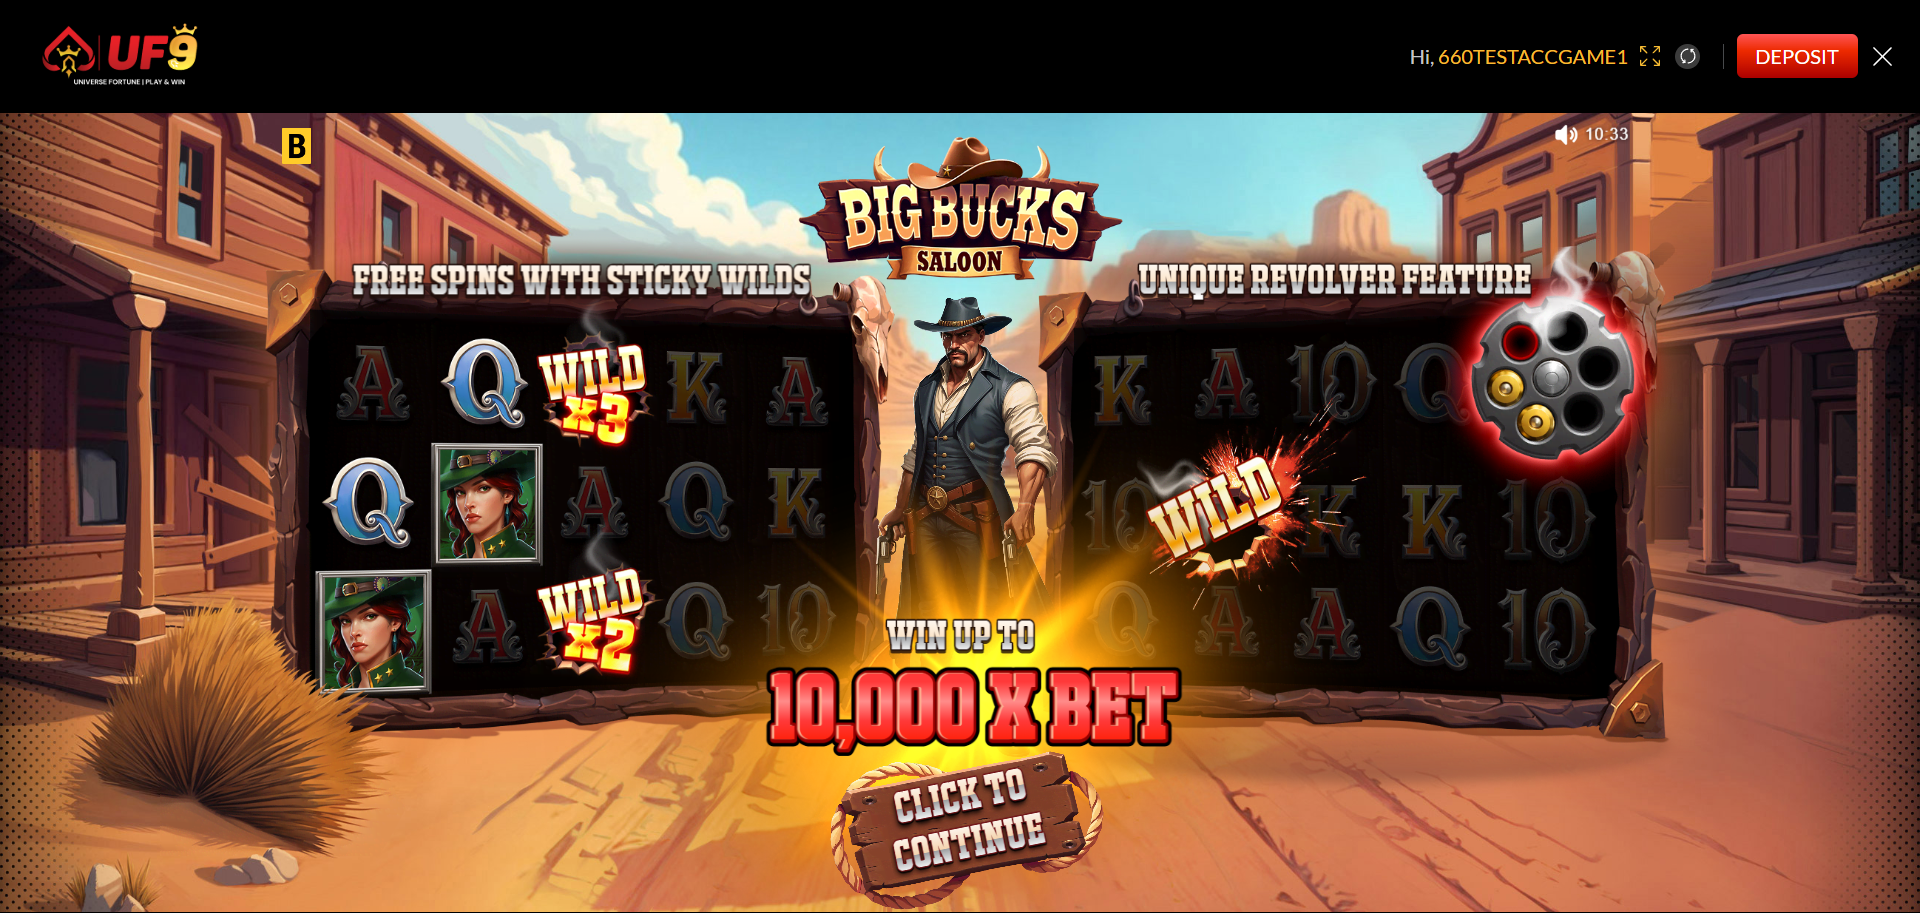 UF9
UNIVERSE FORTUNE | PLAY & WIN
Hi, 660TESTACCGAME1
DEPOSIT
B
10:33
BIG BUCKS
SALOON
FREE SPINS WITH STICKY WILDS
UNIQUE REVOLVER FEATURE
A Q WILD K A
x3
Q A Q K
A WILD Q 10
x2
K A 10 Q
10 WILD K K 10
Q A A Q 10
WIN UP TO
10,000 X BET
CLICK TO
CONTINUE